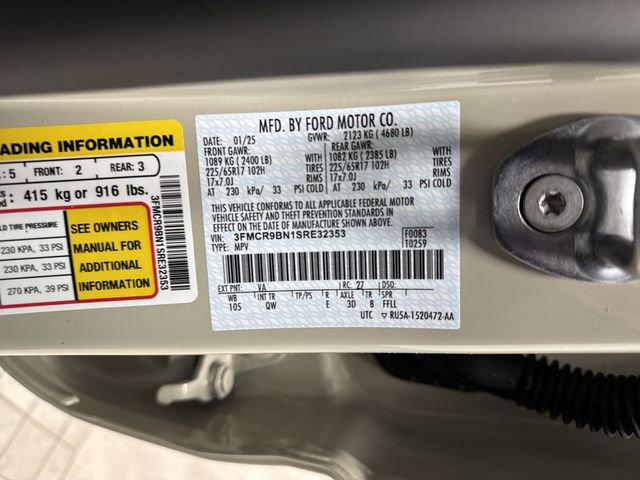 ADING INFORMATION
: 5 FRONT: 2 REAR: 3
415 kg or 916 lbs.
LD TIRE PRESSURE
230 KPA, 33 PSI
230 KPA, 33 PSI
270 KPA, 39 PSI
SEE OWNERS
MANUAL FOR
ADDITIONAL
INFORMATION
3FMCR9BN1SRE32353
MFD. BY FORD MOTOR CO.
DATE: 01/25 GVWR: 2123 KG ( 4680 LB)
FRONT GAWR: REAR GAWR:
1089 KG ( 2400 LB) 1082 KG ( 2385 LB)
225/65R17 102H TIRES 225/65R17 102H TIRES
17x7.0J RIMS 17x7.0J RIMS
AT 230 kPa/ 33 PSI COLD AT 230 kPa/ 33 PSI COLD
THIS VEHICLE CONFORMS TO ALL APPLICABLE FEDERAL MOTOR
VEHICLE SAFETY AND THEFT PREVENTION STANDARDS IN
EFFECT ON THE DATE OF MANUFACTURE SHOWN ABOVE.
VIN: 3FMCR9BN1SRE32353 F0083
TYPE: MPV T0259
EXT PNT: VA RC: 27 DSO:
WB INT TR TP/PS R AXLE TR SPR
105 QW E 3D 8 FFLL
UTC ▽ RU5A-1520472-AA